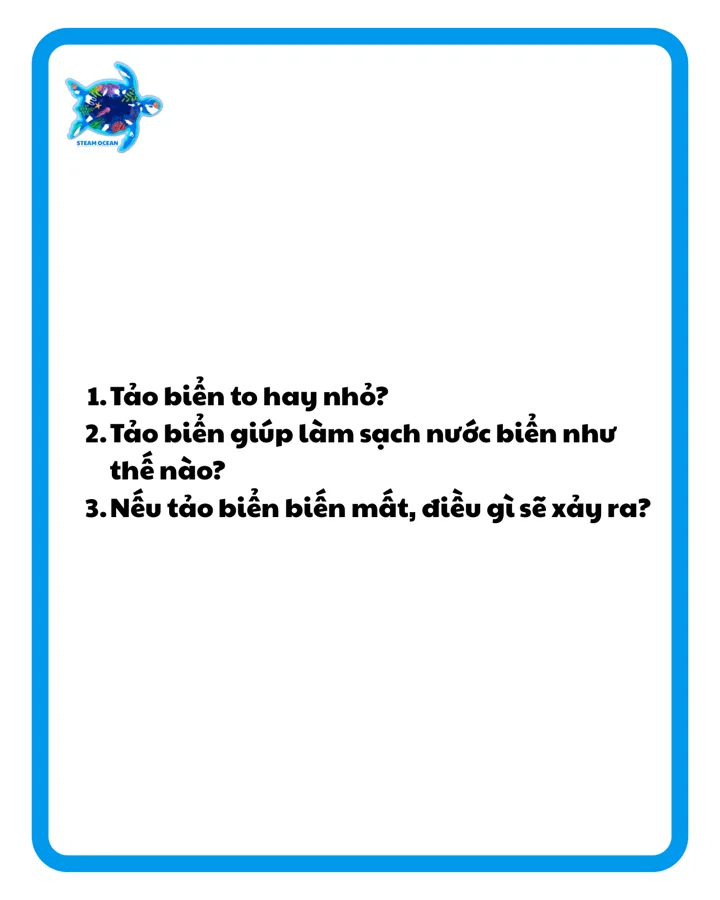 STEAM OCEAN
1. Tảo biển to hay nhỏ?
2. Tảo biển giúp làm sạch nước biển như
thế nào?
3. Nếu tảo biển biến mất, điều gì sẽ xảy ra?